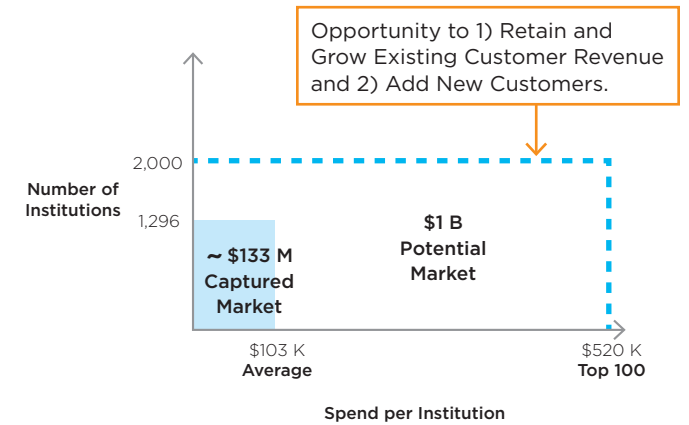 Opportunity to 1) Retain and
Grow Existing Customer Revenue
and 2) Add New Customers.
2,000
Number of
Institutions
1,296
$1 B
Potential
Market
~ $133 M
Captured
Market
$103 K
Average
$520 K
Top 100
Spend per Institution